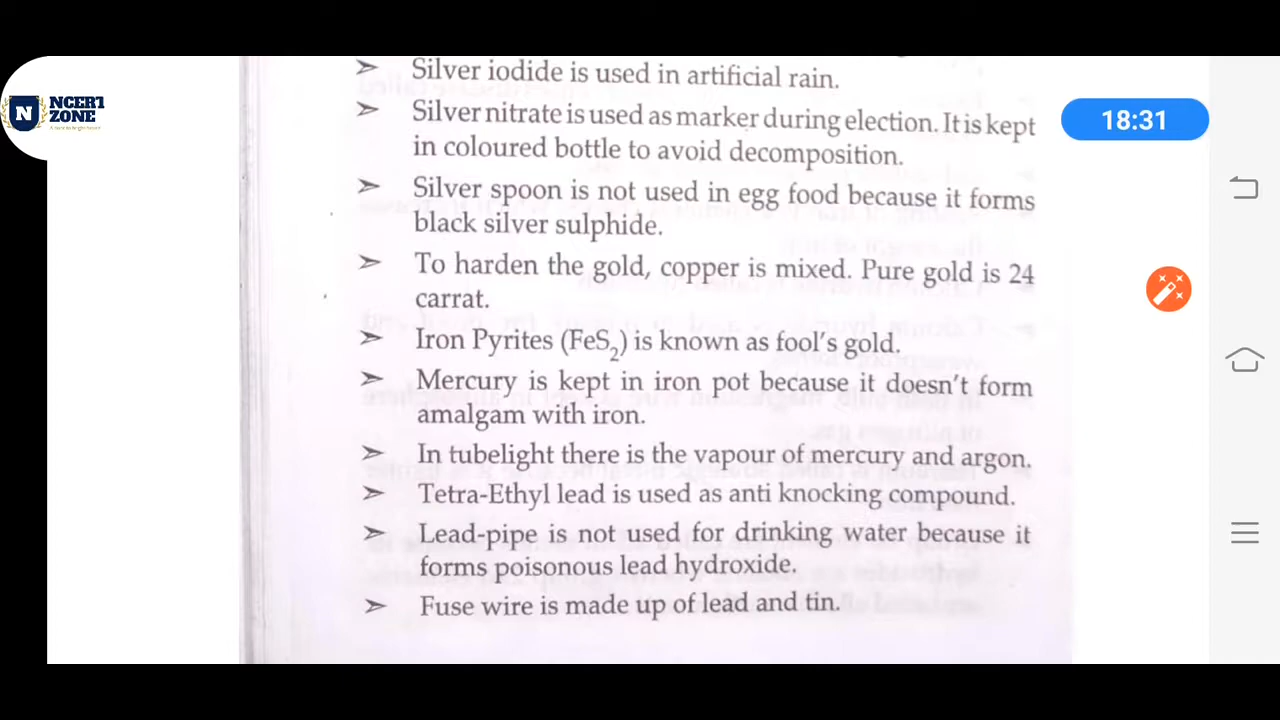 NCERT
ZONE
18:31
➢ Silver iodide is used in artificial rain.
➢ Silver nitrate is used as marker during election. It is kept
in coloured bottle to avoid decomposition.
➢ Silver spoon is not used in egg food because it forms
black silver sulphide.
➢ To harden the gold, copper is mixed. Pure gold is 24
carrat.
➢ Iron Pyrites (FeS₂) is known as fool's gold.
➢ Mercury is kept in iron pot because it doesn't form
amalgam with iron.
➢ In tubelight there is the vapour of mercury and argon.
➢ Tetra-Ethyl lead is used as anti knocking compound.
➢ Lead-pipe is not used for drinking water because it
forms poisonous lead hydroxide.
➢ Fuse wire is made up of lead and tin.